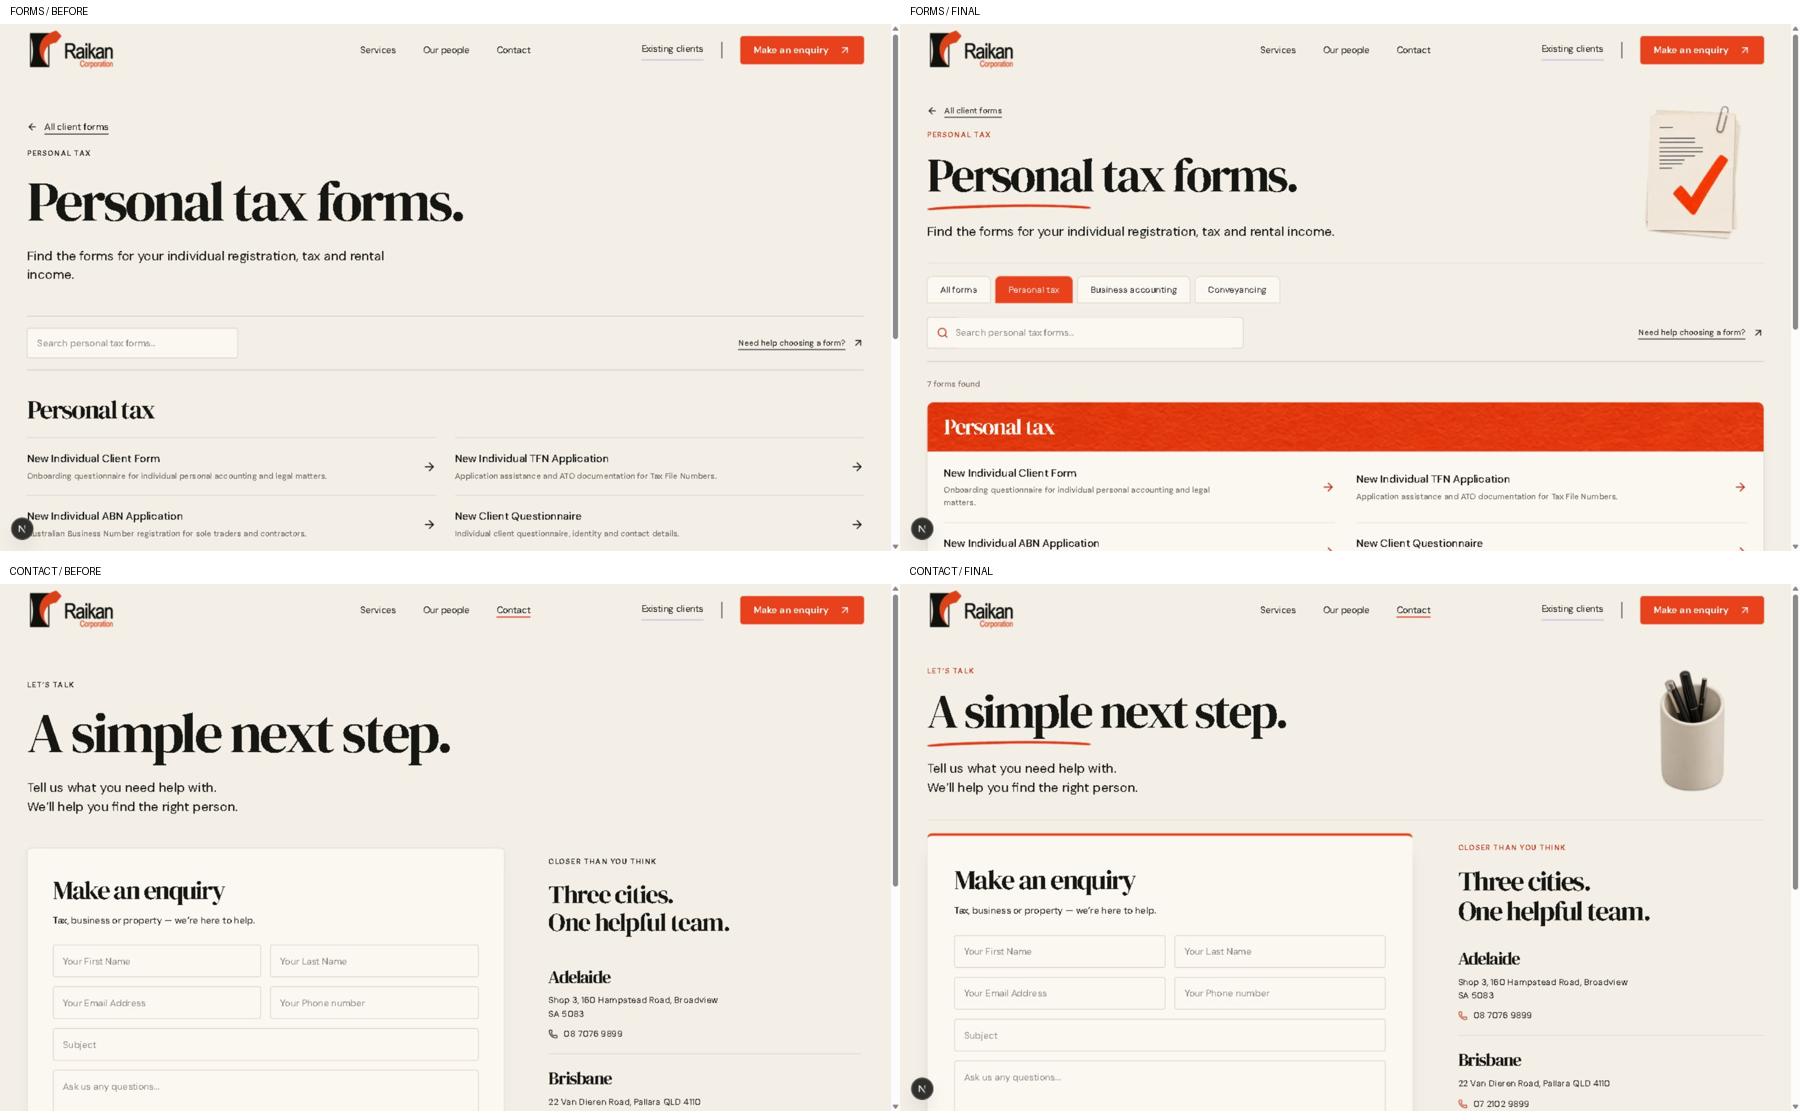 FORMS / BEFORE
Raikan
Corporation
Services
Our people
Contact
Existing clients
Make an enquiry
All client forms
PERSONAL TAX
Personal tax forms.
Find the forms for your individual registration, tax and rental
income.
Search personal tax forms...
Need help choosing a form?
Personal tax
New Individual Client Form
Onboarding questionnaire for individual personal accounting and legal matters.
New Individual TFN Application
Application assistance and ATO documentation for Tax File Numbers.
New Individual ABN Application
ustralian Business Number registration for sole traders and contractors.
New Client Questionnaire
Individual client questionnaire, identity and contact details.
N
FORMS / FINAL
Raikan
Corporation
Services
Our people
Contact
Existing clients
Make an enquiry
All client forms
PERSONAL TAX
Personal tax forms.
Find the forms for your individual registration, tax and rental income.
All forms
Personal tax
Business accounting
Conveyancing
Search personal tax forms...
Need help choosing a form?
7 forms found
Personal tax
New Individual Client Form
Onboarding questionnaire for individual personal accounting and legal
matters.
New Individual TFN Application
Application assistance and ATO documentation for Tax File Numbers.
New Individual ABN Application
New Client Questionnaire
N
CONTACT / BEFORE
Raikan
Corporation
Services
Our people
Contact
Existing clients
Make an enquiry
LET'S TALK
A simple next step.
Tell us what you need help with.
We'll help you find the right person.
Make an enquiry
Tax, business or property — we're here to help.
Your First Name
Your Last Name
Your Email Address
Your Phone number
Subject
Ask us any questions...
CLOSER THAN YOU THINK
Three cities.
One helpful team.
Adelaide
Shop 3, 160 Hampstead Road, Broadview
SA 5083
08 7076 9899
Brisbane
22 Van Dieren Road, Pallara QLD 4110
CONTACT / FINAL
Raikan
Corporation
Services
Our people
Contact
Existing clients
Make an enquiry
LET'S TALK
A simple next step.
Tell us what you need help with.
We'll help you find the right person.
Make an enquiry
Tax, business or property — we're here to help.
Your First Name
Your Last Name
Your Email Address
Your Phone number
Subject
Ask us any questions...
N
CLOSER THAN YOU THINK
Three cities.
One helpful team.
Adelaide
Shop 3, 160 Hampstead Road, Broadview
SA 5083
08 7076 9899
Brisbane
22 Van Dieren Road, Pallara QLD 4110
07 2102 9899